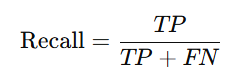 Recall = TP / TP + FN